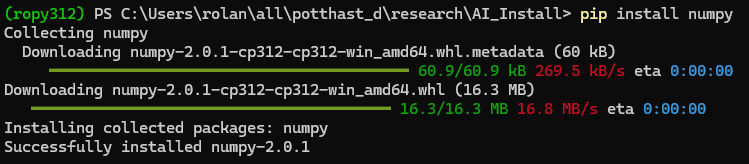 (ropy312) PS C:\Users\rolan\all\potthast_d\research\AI_Install> pip install numpy
Collecting numpy
  Downloading numpy-2.0.1-cp312-cp312-win_amd64.whl.metadata (60 kB)
     ━━━━━━━━━━━━━━━━━━━━━━━━━━━━━━━━━━━━━━━━ 60.9/60.9 kB 269.5 kB/s eta 0:00:00
Downloading numpy-2.0.1-cp312-cp312-win_amd64.whl (16.3 MB)
   ━━━━━━━━━━━━━━━━━━━━━━━━━━━━━━━━━━━━━━━━ 16.3/16.3 MB 16.8 MB/s eta 0:00:00
Installing collected packages: numpy
Successfully installed numpy-2.0.1